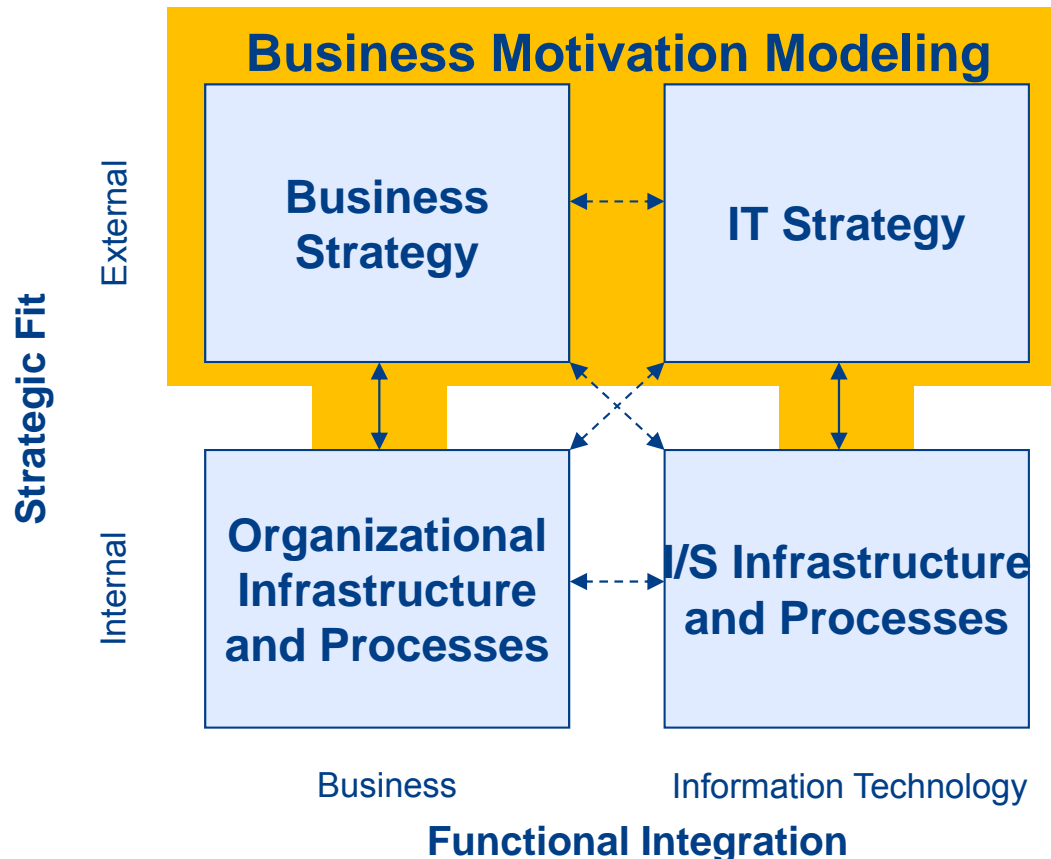 Business Motivation Modeling
Business
Strategy
IT Strategy
External
Strategic Fit
Internal
Organizational
Infrastructure
and Processes
I/S Infrastructure
and Processes
Business
Information Technology
Functional Integration